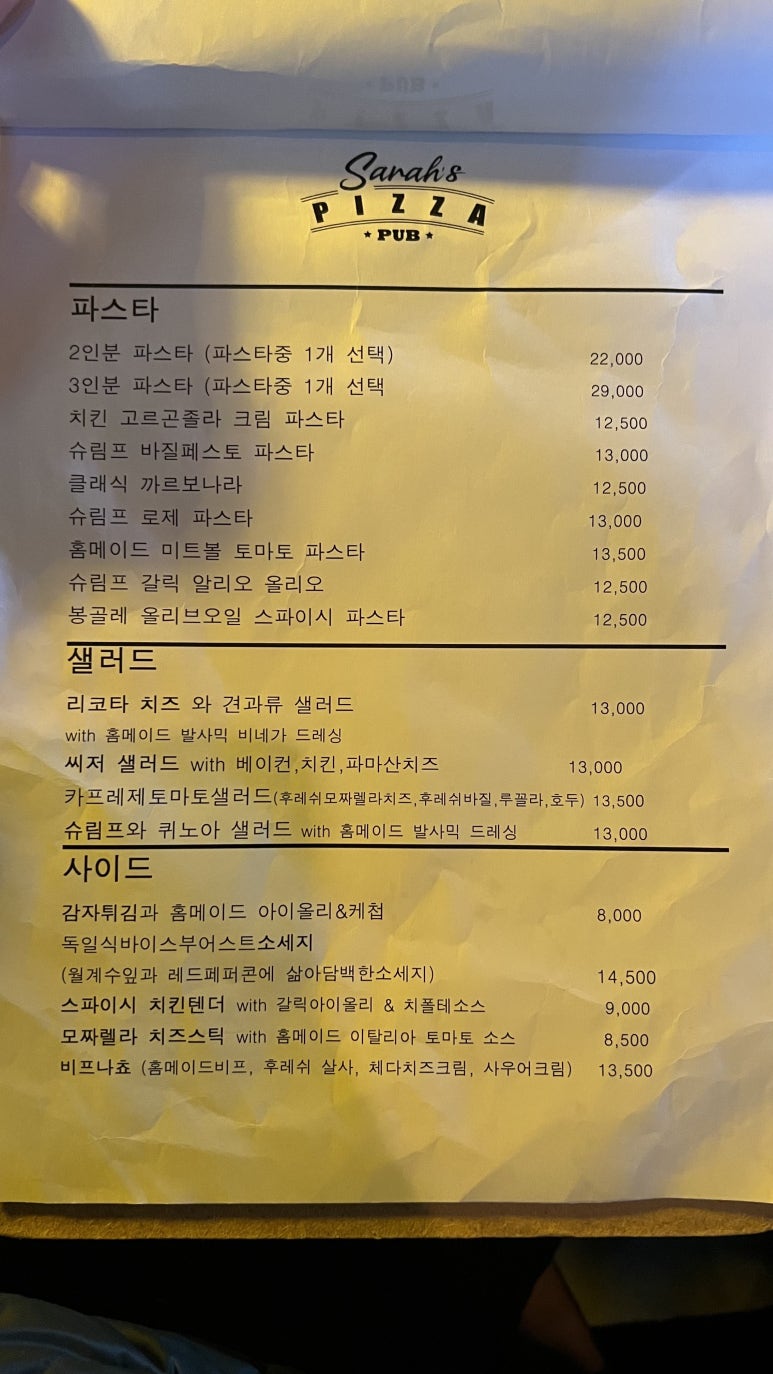 Sarah's
PIZZA
★ PUB ★
파스타
2인분 파스타 (파스타중 1개 선택) 22,000
3인분 파스타 (파스타중 1개 선택 29,000
치킨 고르곤졸라 크림 파스타 12,500
슈림프 바질페스토 파스타 13,000
클래식 까르보나라 12,500
슈림프 로제 파스타 13,000
홈메이드 미트볼 토마토 파스타 13,500
슈림프 갈릭 알리오 올리오 12,500
봉골레 올리브오일 스파이시 파스타 12,500
샐러드
리코타 치즈 와 견과류 샐러드 13,000
with 홈메이드 발사믹 비네가 드레싱
씨저 샐러드 with 베이컨,치킨,파마산치즈 13,000
카프레제토마토샐러드(후레쉬모짜렐라치즈,후레쉬바질,루꼴라,호두) 13,500
슈림프와 퀴노아 샐러드 with 홈메이드 발사믹 드레싱 13,000
사이드
감자튀김과 홈메이드 아이올리&케첩 8,000
독일식바이스부어스트소세지
(월계수잎과 레드페퍼콘에 삶아담백한소세지) 14,500
스파이시 치킨텐더 with 갈릭아이올리 & 치폴테소스 9,000
모짜렐라 치즈스틱 with 홈메이드 이탈리아 토마토 소스 8,500
비프나쵸 (홈메이드비프, 후레쉬 살사, 체다치즈크림, 사우어크림) 13,500